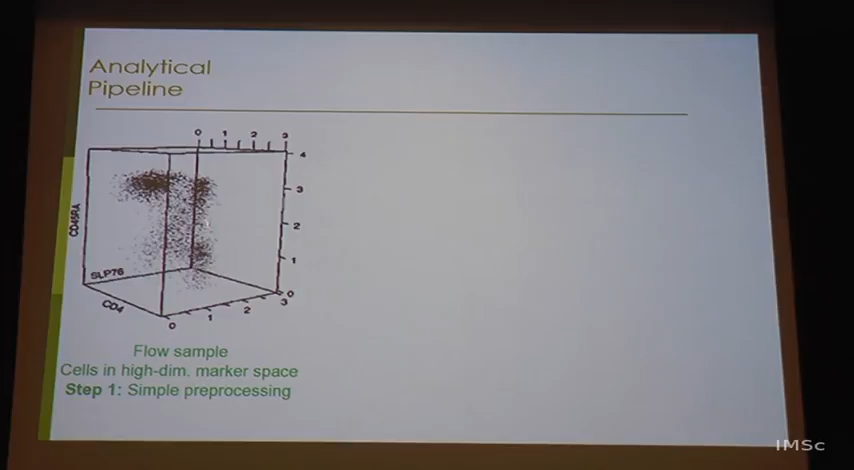 Analytical
Pipeline
0 1 2 3
4
3
2
1
0
CD45RA
SLP76
CD4
0 1 2 3
Flow sample
Cells in high-dim. marker space
Step 1: Simple preprocessing
IMSc